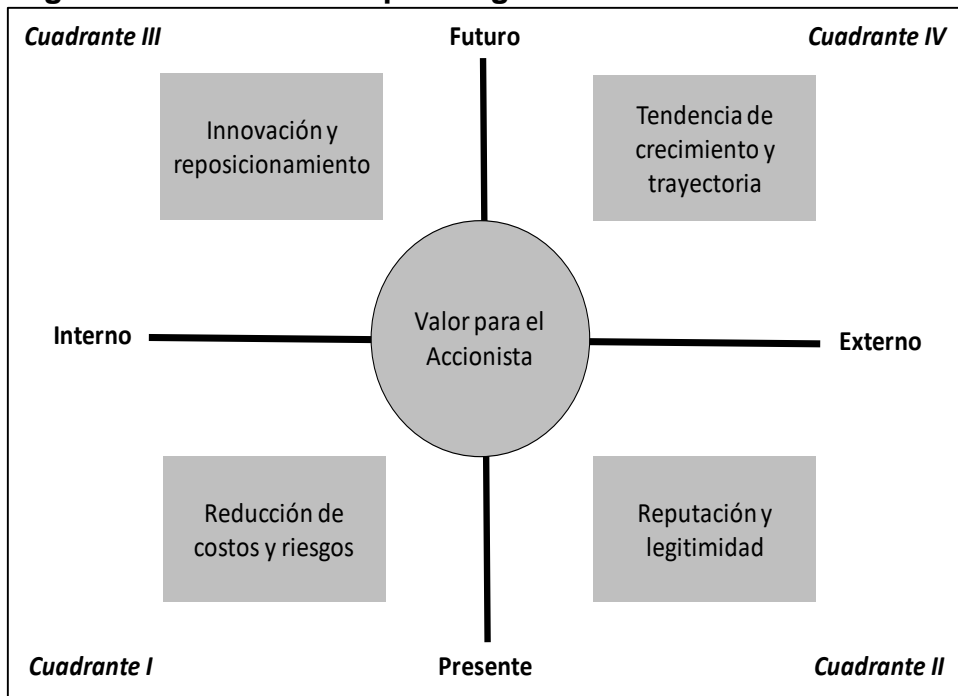 Cuadrante III
Futuro
Cuadrante IV
Innovación y
reposicionamiento
Tendencia de
crecimiento y
trayectoria
Interno
Valor para el
Accionista
Externo
Reducción de
costos y riesgos
Reputación y
legitimidad
Cuadrante I
Presente
Cuadrante II